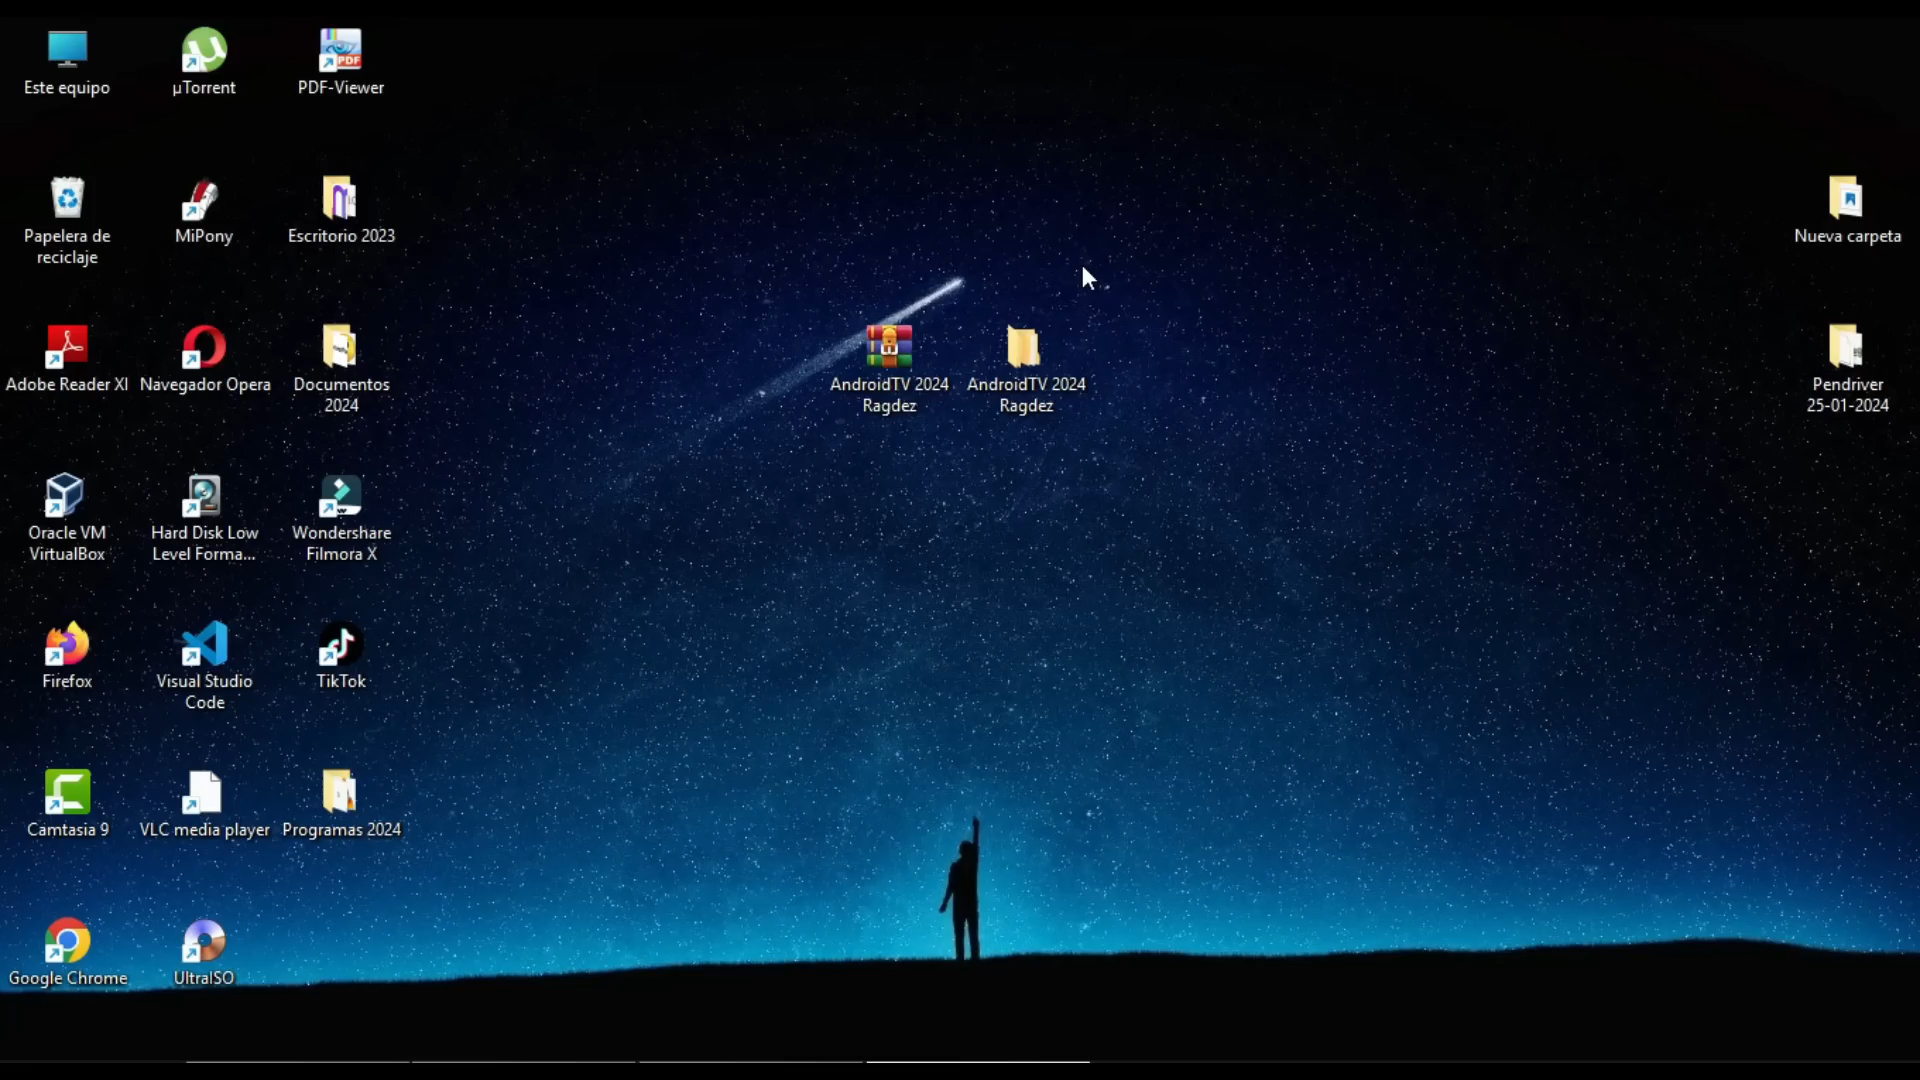 Este equipo
µTorrent
PDF-Viewer
PDF
Papelera de
reciclaje
MiPony
Escritorio 2023
Nueva carpeta
Adobe Reader XI
Navegador Opera
Documentos
2024
AndroidTV 2024
Ragdez
AndroidTV 2024
Ragdez
Pendriver
25-01-2024
Oracle VM
VirtualBox
Hard Disk Low
Level Forma...
Wondershare
Filmora X
Firefox
Visual Studio
Code
TikTok
Camtasia 9
VLC media player
Programas 2024
Google Chrome
UltraISO